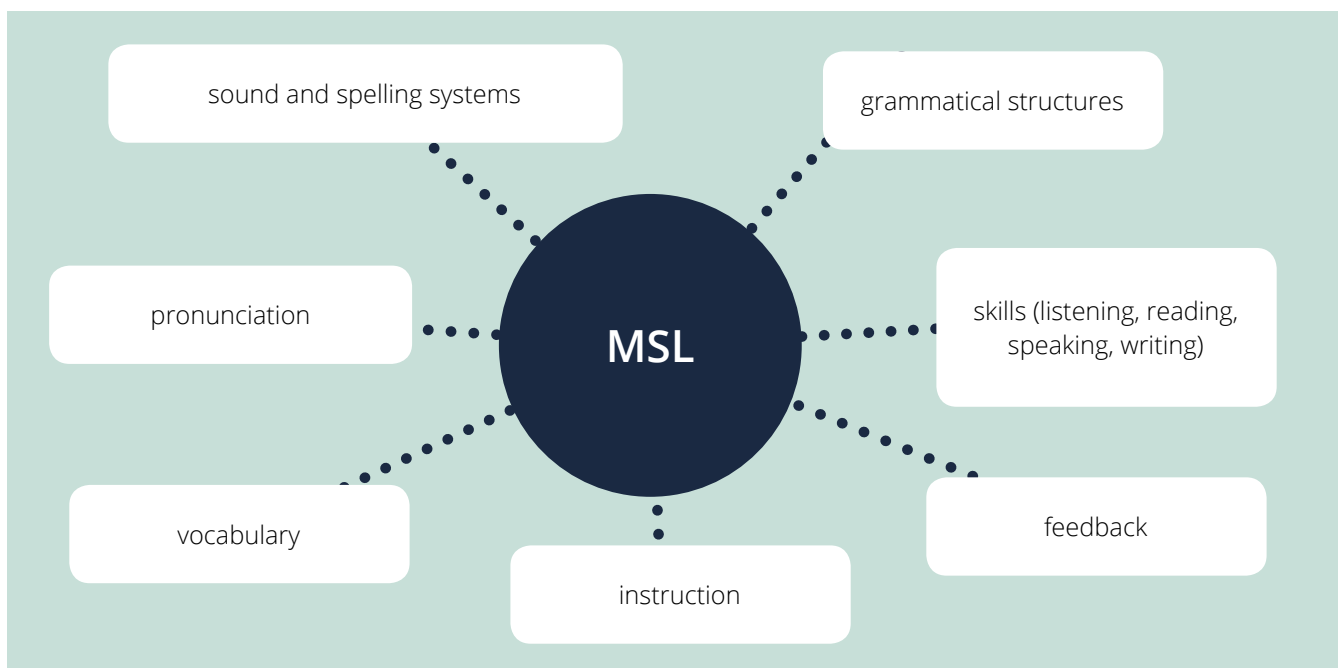 sound and spelling systems
grammatical structures
pronunciation
MSL
skills (listening, reading,
speaking, writing)
vocabulary
feedback
instruction